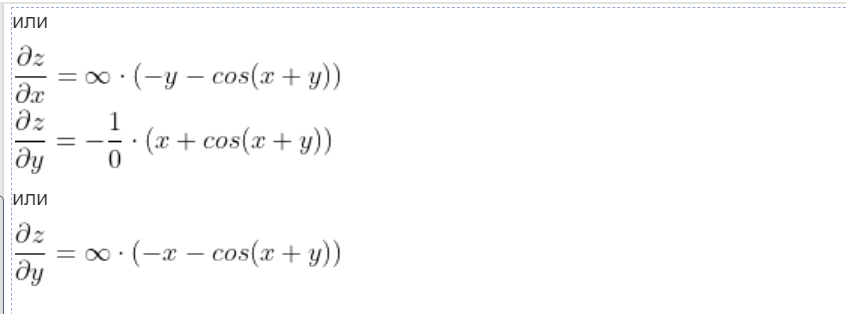 или
∂z/∂x = ∞ · (−y − cos(x + y))
∂z/∂y = −1/0 · (x + cos(x + y))
или
∂z/∂y = ∞ · (−x − cos(x + y))